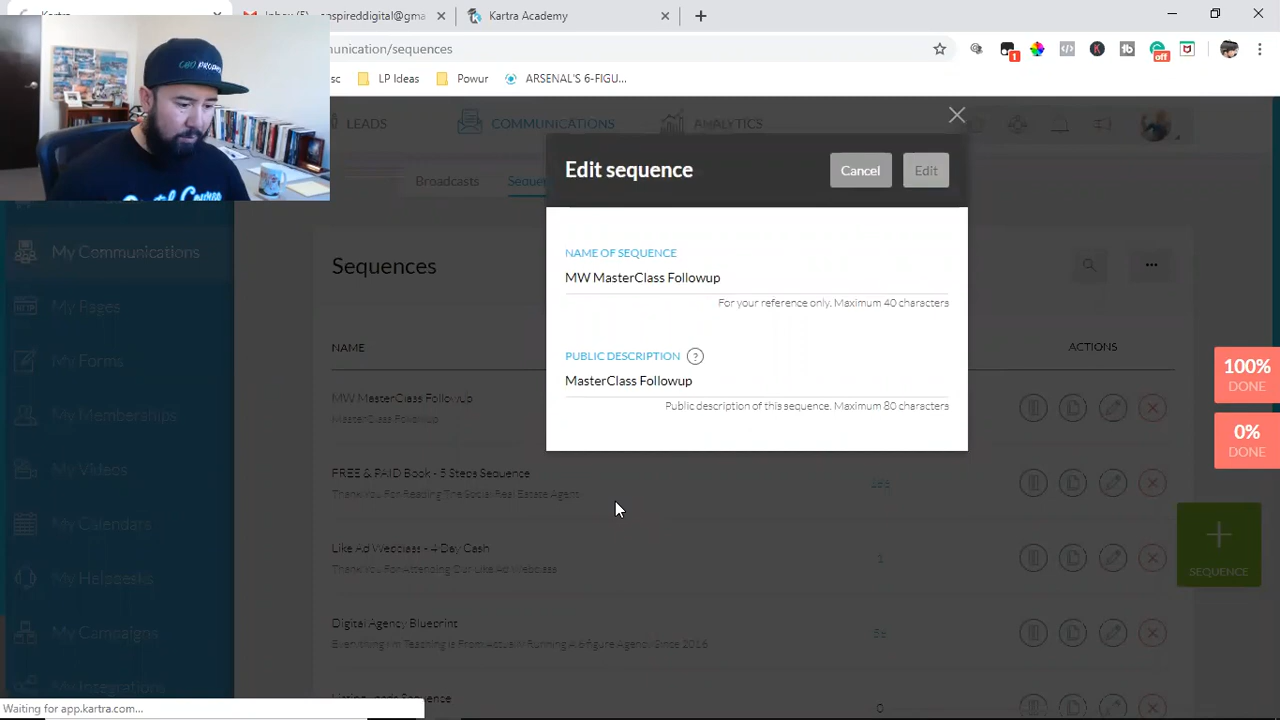 Kartra
Inbox (
nspireddigital@gma
Kartra Academy
nunication/sequences
off
sc
LP Ideas
Powur
ARSENAL'S 6-FIGU...
LEADS
COMMUNICATIONS
ANALYTICS
Broadcasts
Seque
Edit sequence
Cancel
Edit
NAME OF SEQUENCE
MW MasterClass Followup
For your reference only. Maximum 40 characters
PUBLIC DESCRIPTION ?
MasterClass Followup
Public description of this sequence. Maximum 80 characters
My Communications
My Pages
My Forms
My Memberships
My Videos
My Calendars
My Helpdesks
My Campaigns
My Integrations
Sequences
NAME
ACTIONS
MW MasterClass Followup
MasterClass Followup
FREE & PAID Book - 5 Steps Sequence
Thank You For Reading The Social Real Estate Agent
Like Ad Webclass - 4 Day Cash
Thank You For Attending Our Like Ad Webclass
1
Digital Agency Blueprint
Everything I'm Teaching Is From Actually Running A 6-figure Agency Since 2016
0
100%
DONE
0%
DONE
SEQUENCE
Waiting for app.kartra.com...